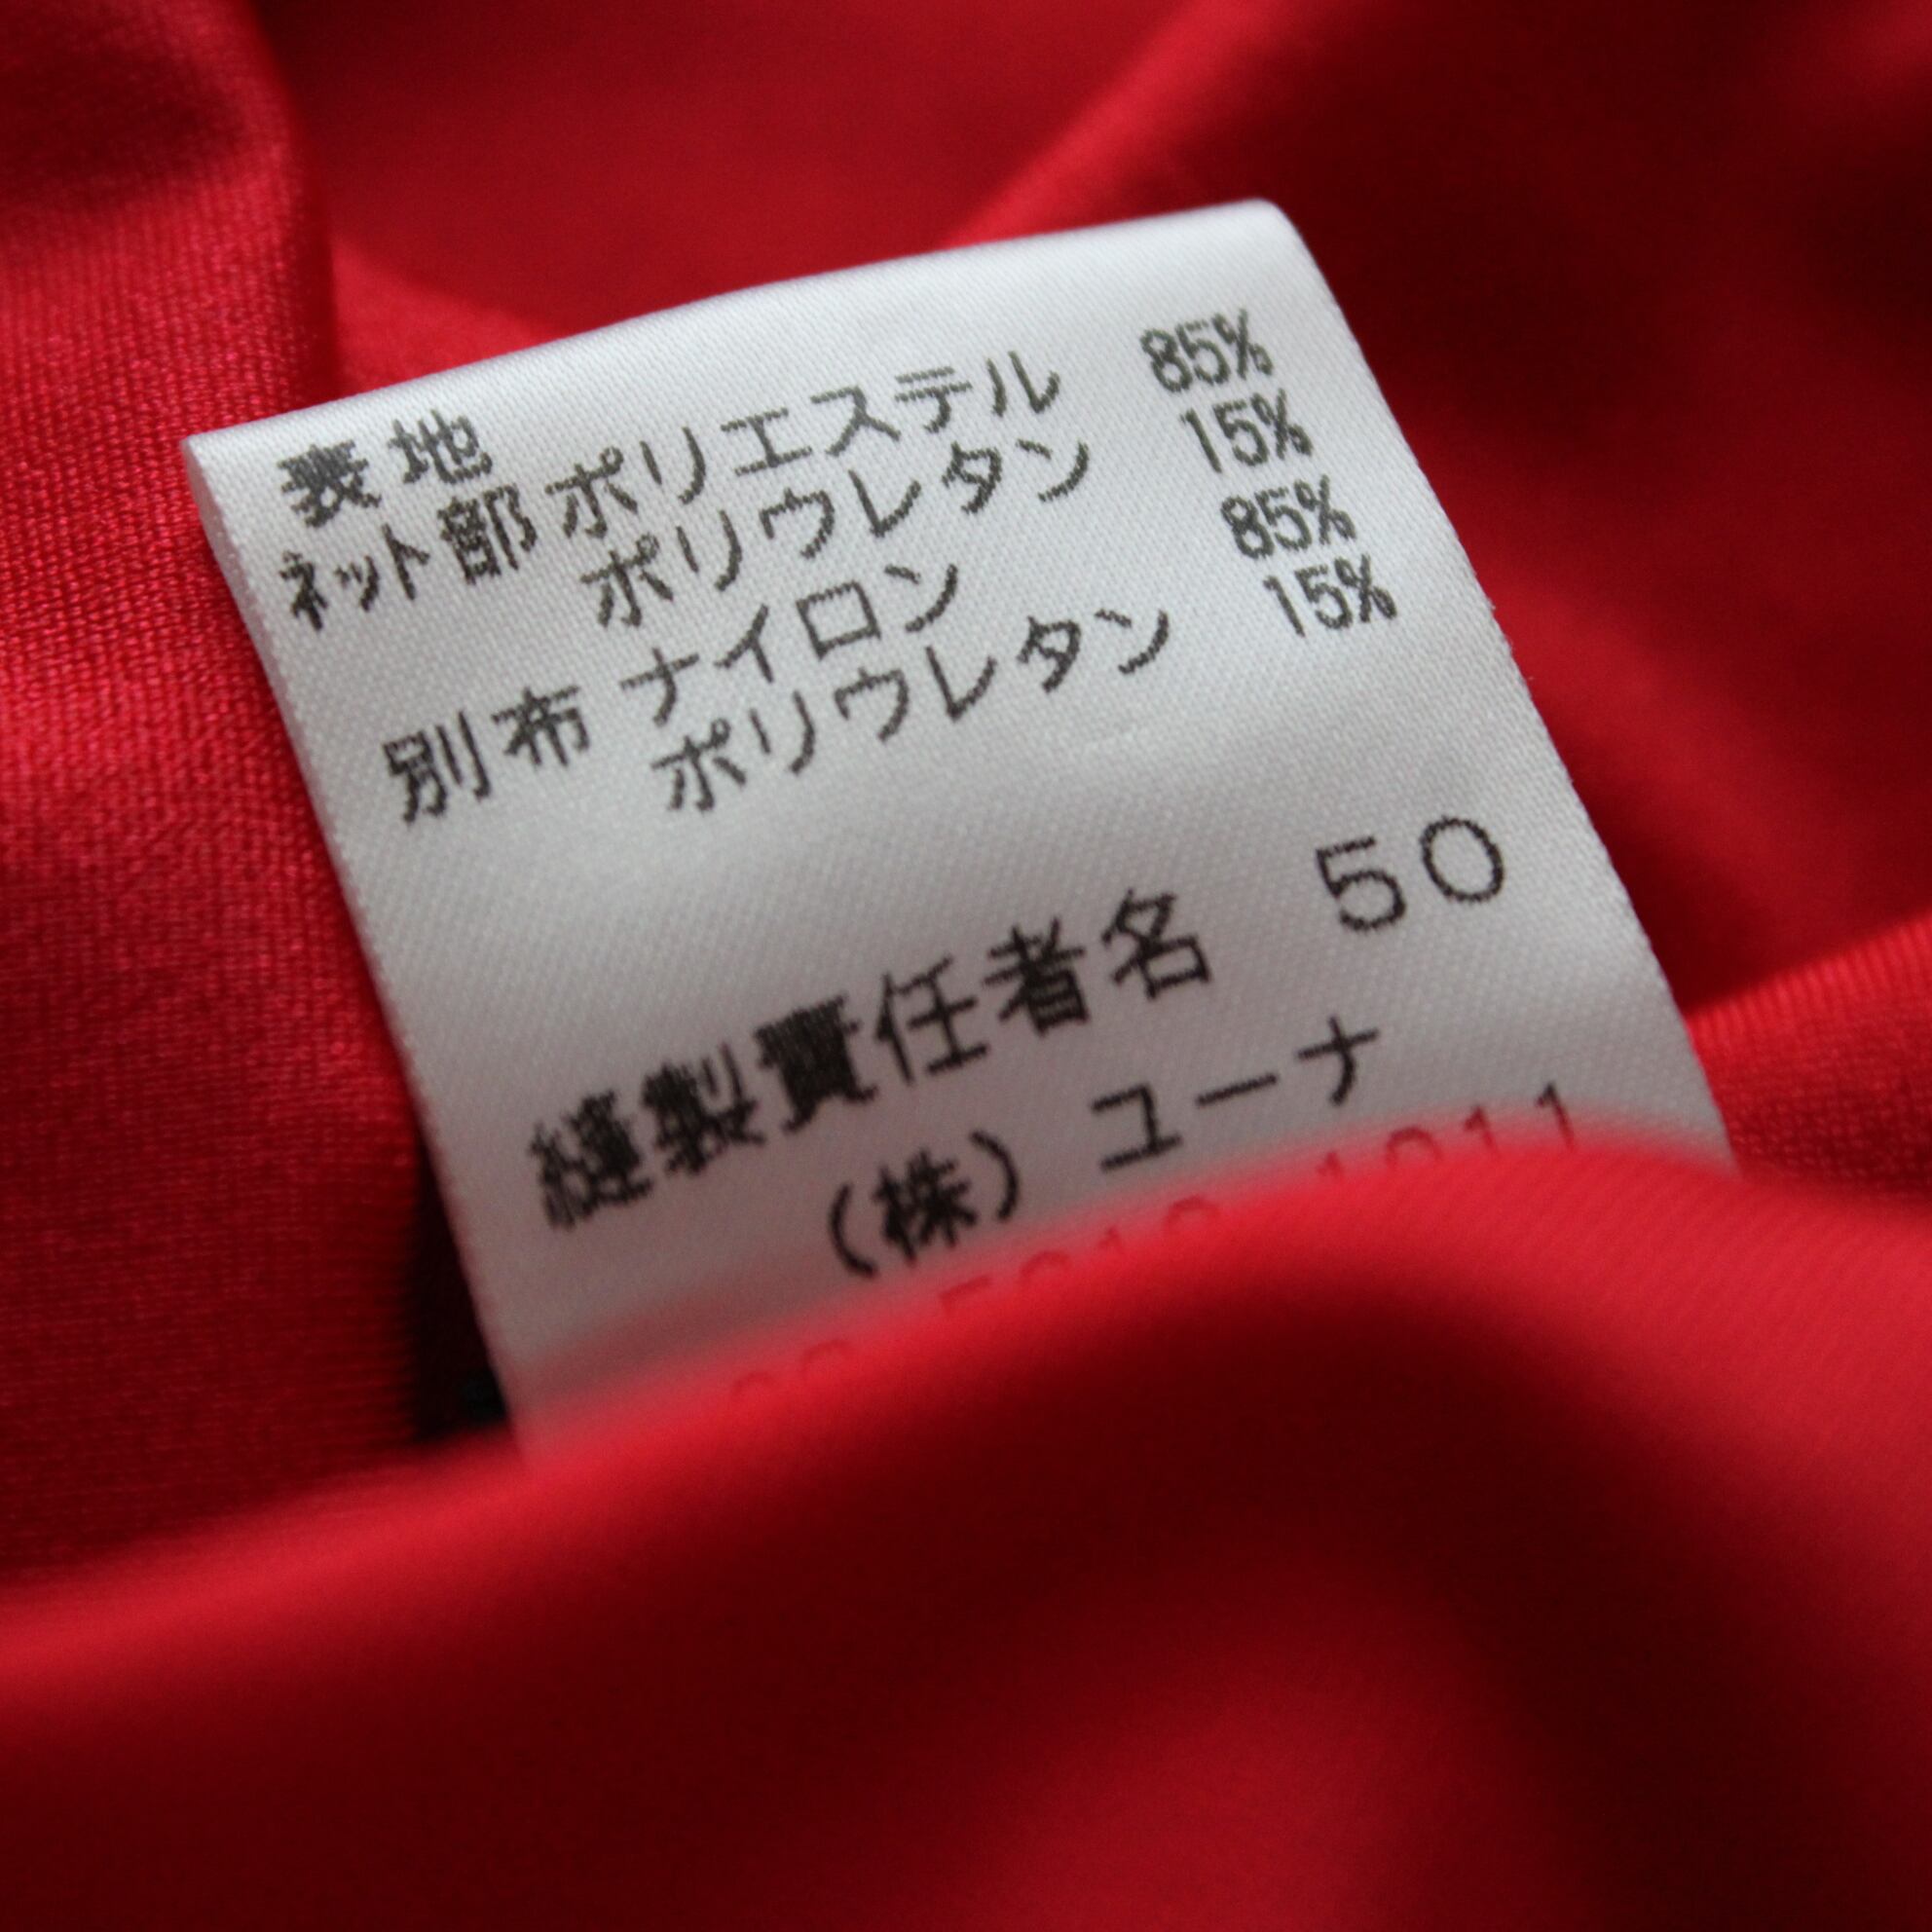 表地
ネット部 ポリエステル 85%
ポリウレタン 15%
別布 ナイロン 85%
ポリウレタン 15%
50
縫製責任者名
(株) ユーナ